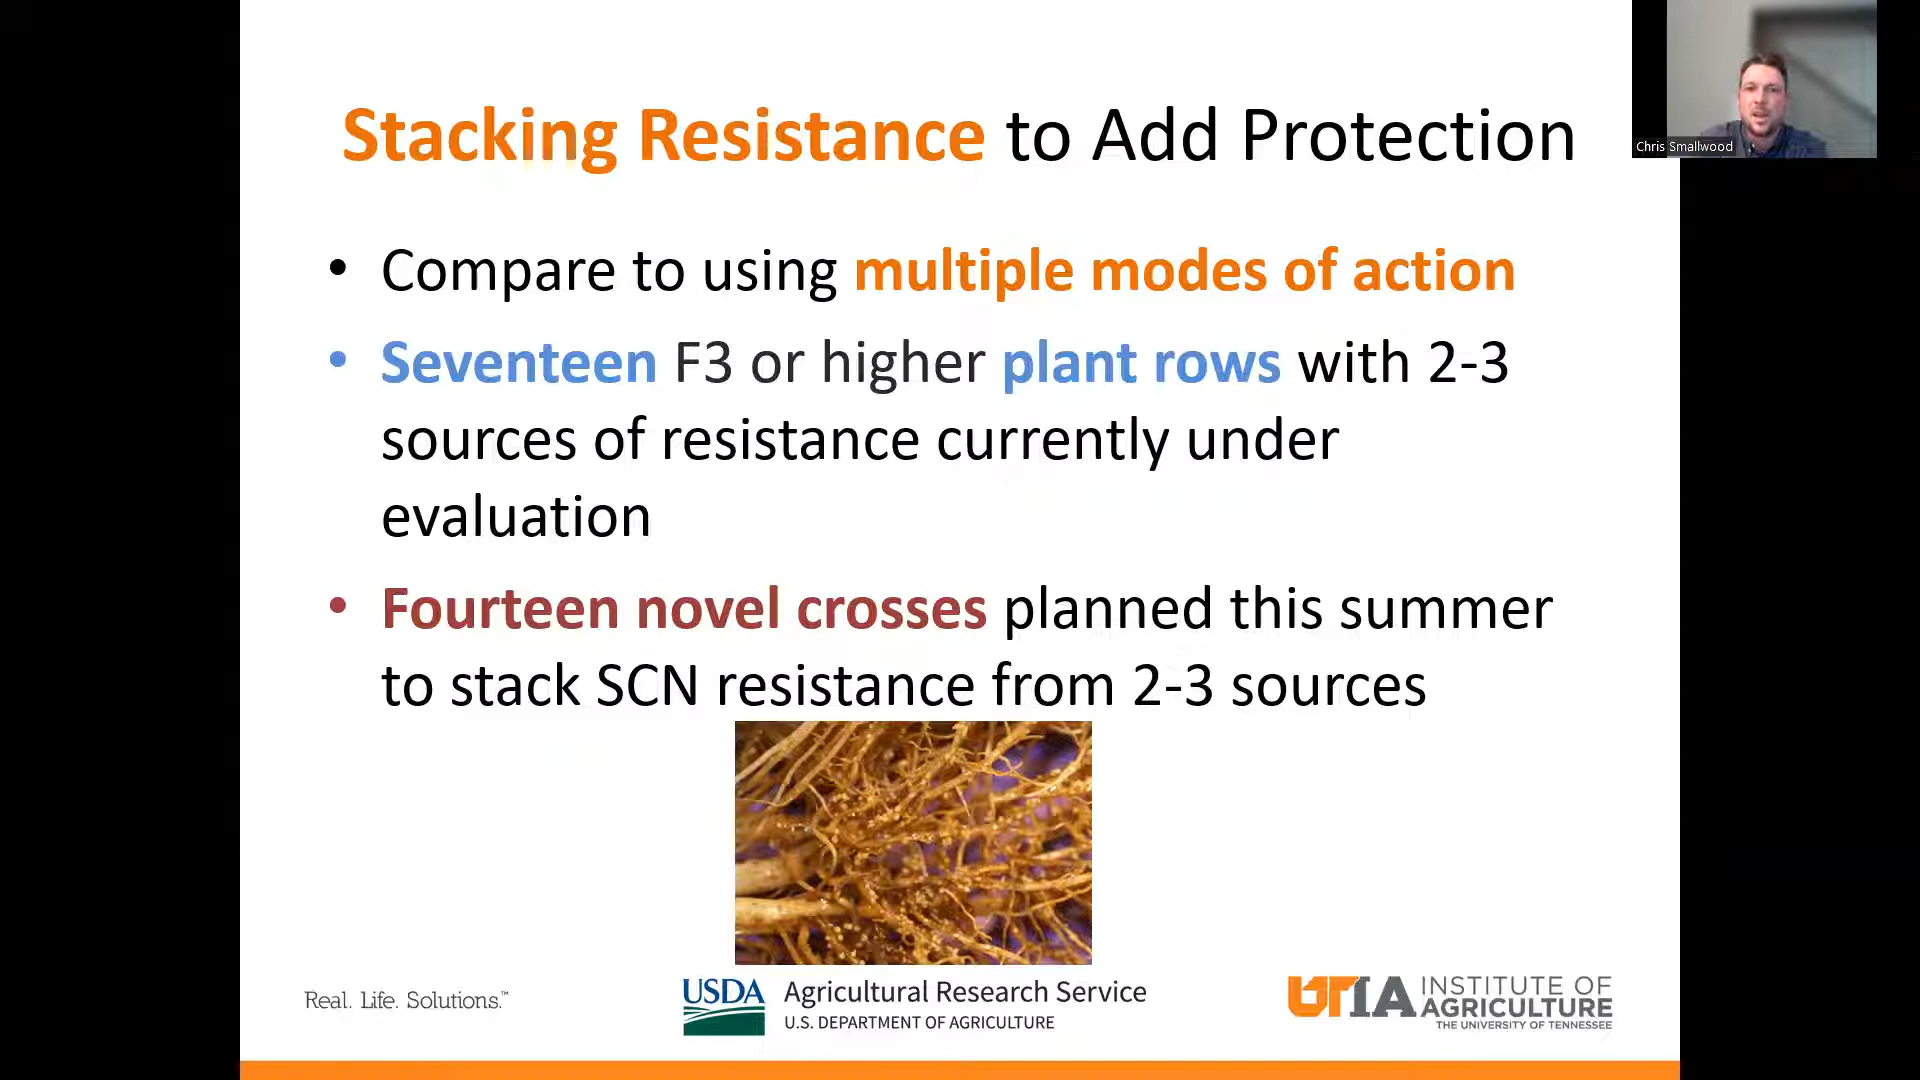 Stacking Resistance to Add Protection
Chris Smallwood
• Compare to using multiple modes of action
• Seventeen F3 or higher plant rows with 2-3
sources of resistance currently under
evaluation
• Fourteen novel crosses planned this summer
to stack SCN resistance from 2-3 sources
Real. Life. Solutions.™
USDA Agricultural Research Service
U.S. DEPARTMENT OF AGRICULTURE
UTIA INSTITUTE OF
AGRICULTURE
THE UNIVERSITY OF TENNESSEE